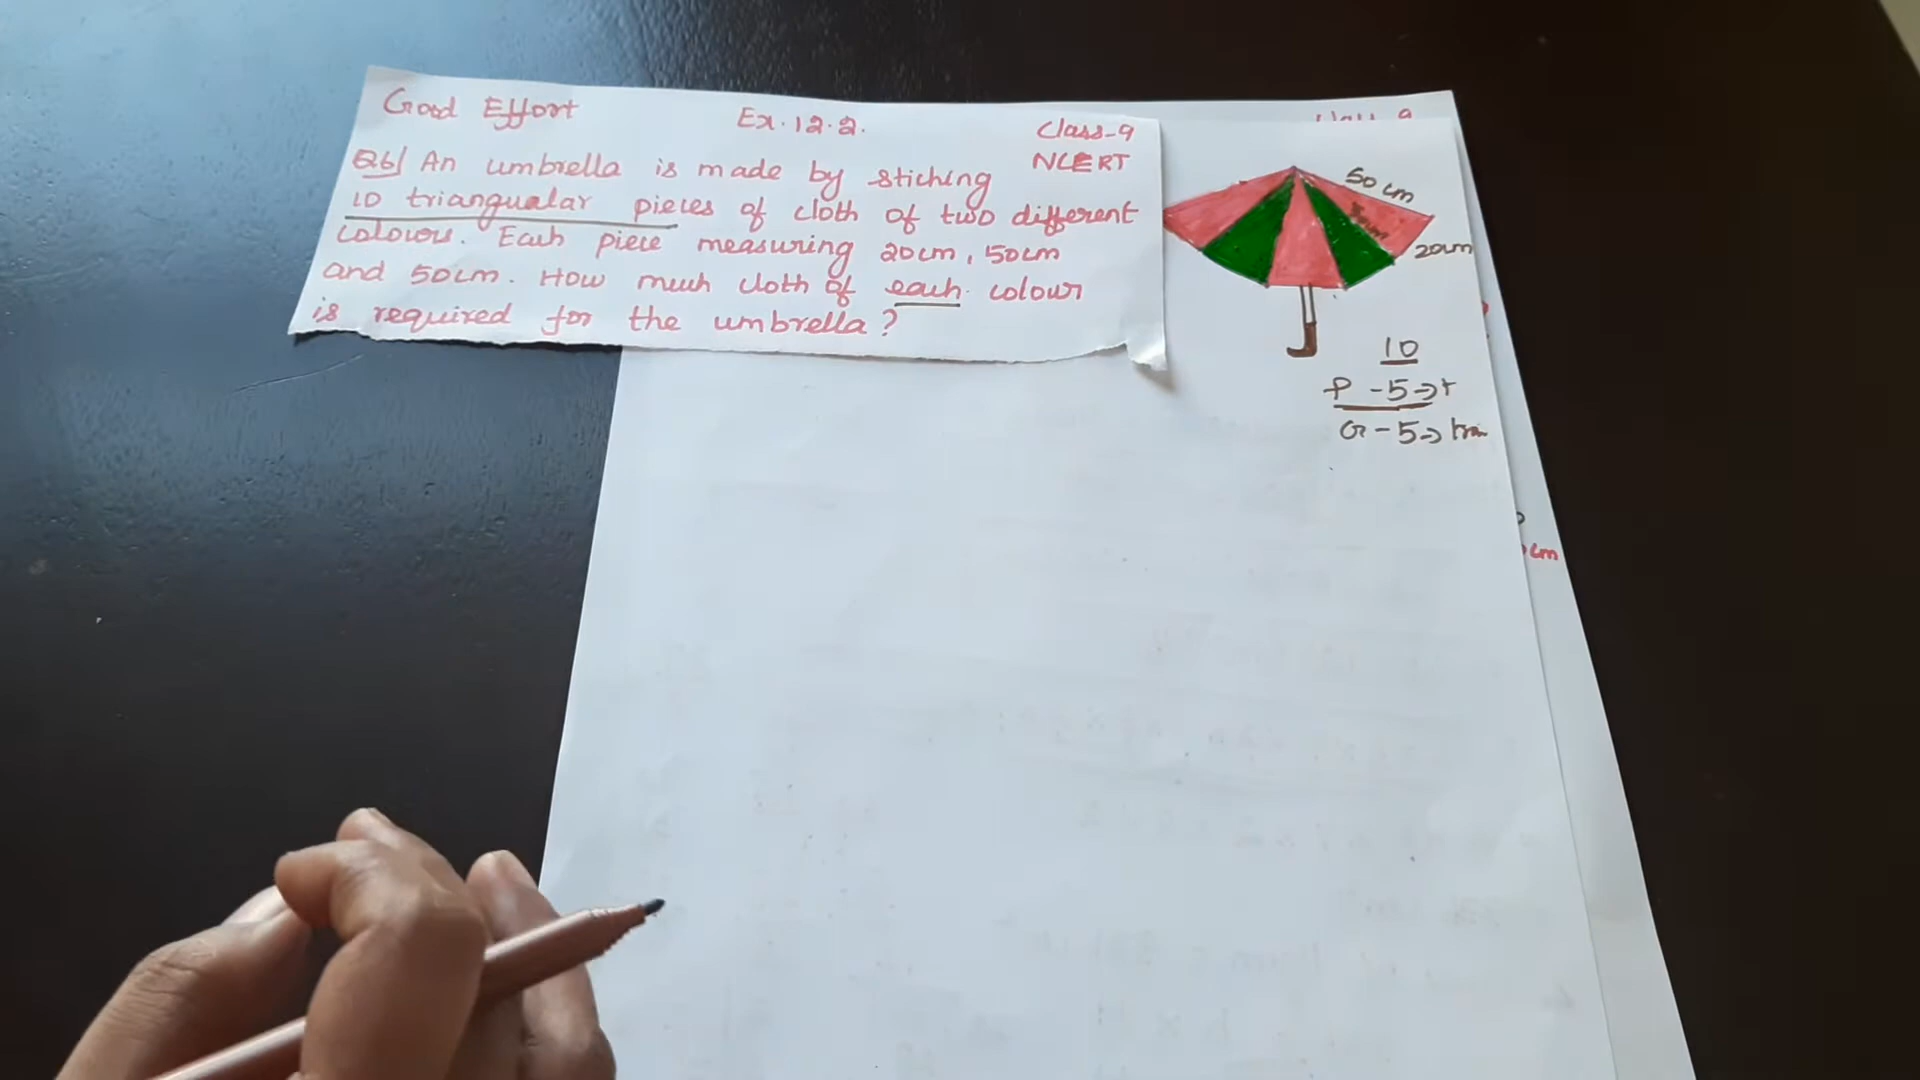 Good Effort Ex.12.2. Class-9
NCERT
Q6) An umbrella is made by stiching
10 triangualar pieces of cloth of two different
colours. Each piece measuring 20cm, 50cm
and 50cm. How much cloth of each colour
is required for the umbrella?
50cm
20cm
10
P - 5 →
G - 5 →
cm